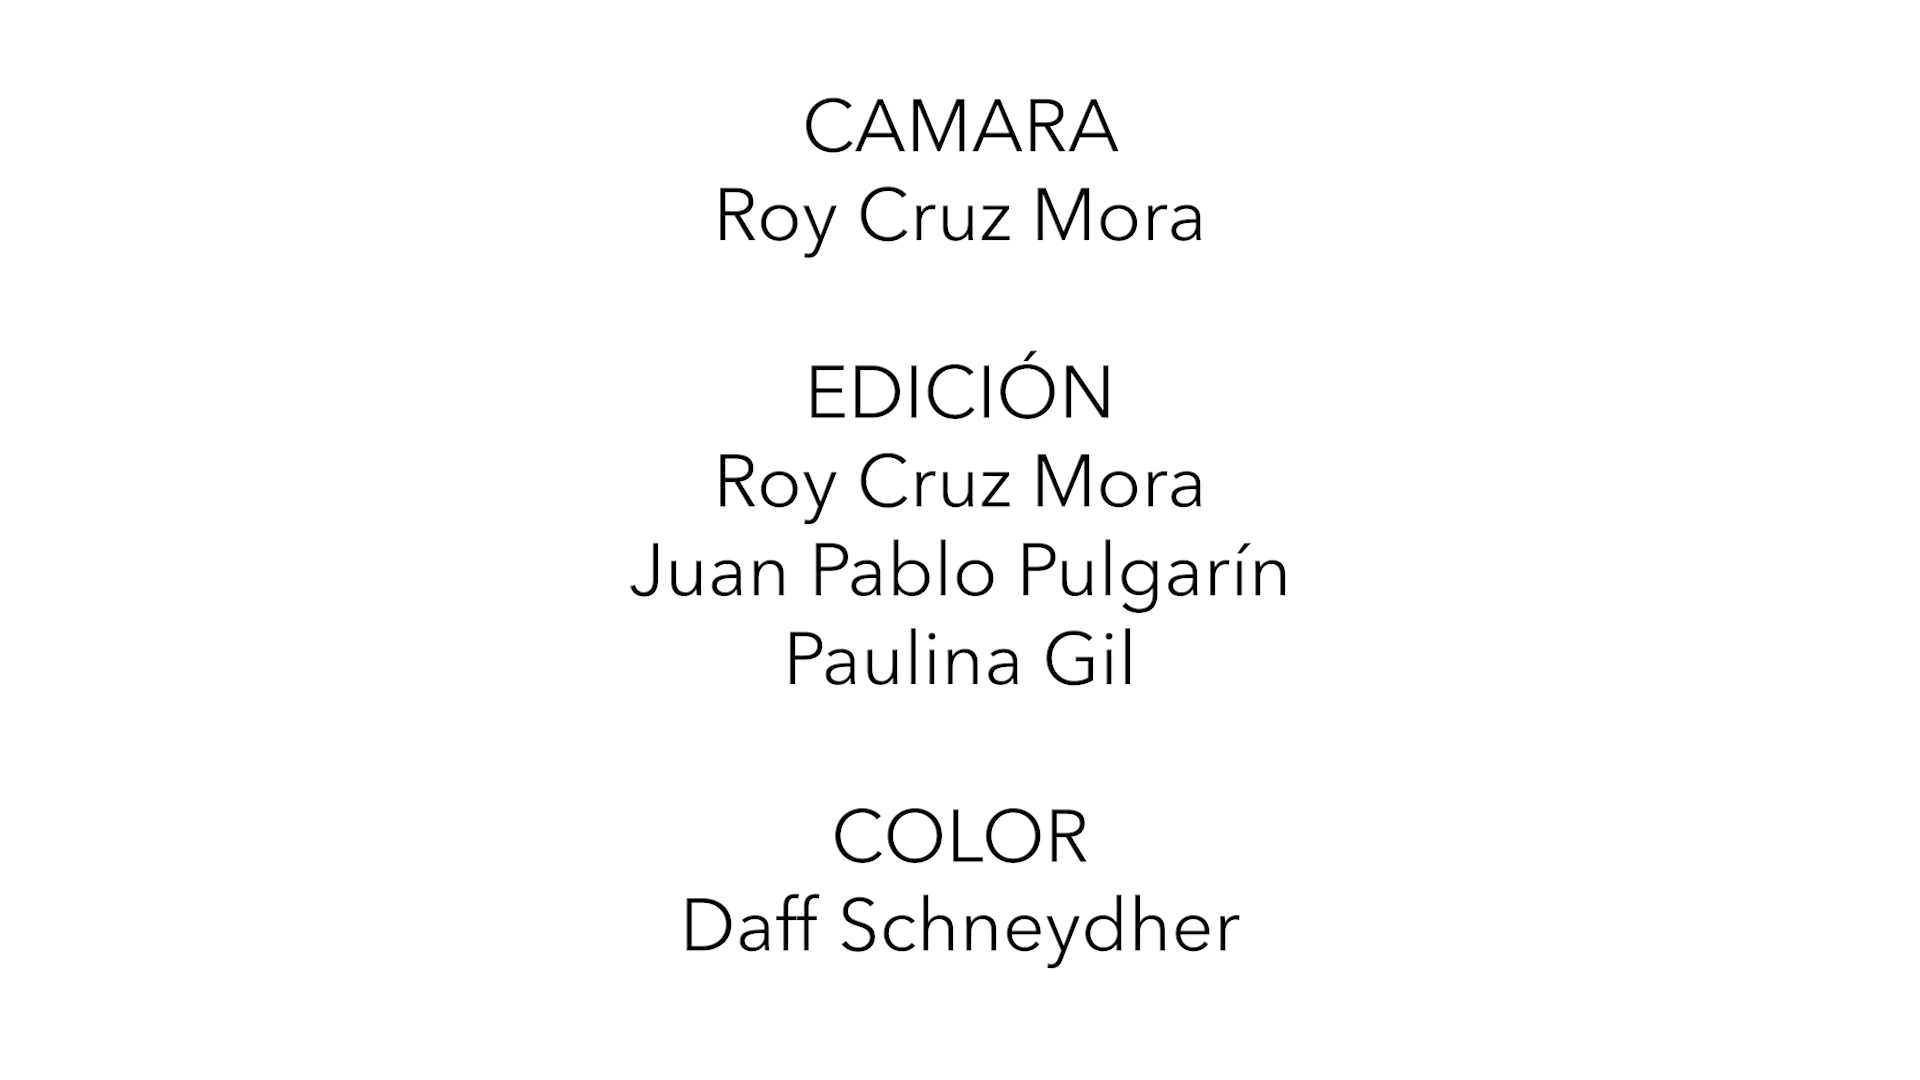 CAMARA
Roy Cruz Mora
EDICIÓN
Roy Cruz Mora
Juan Pablo Pulgarín
Paulina Gil
COLOR
Daff Schneydher